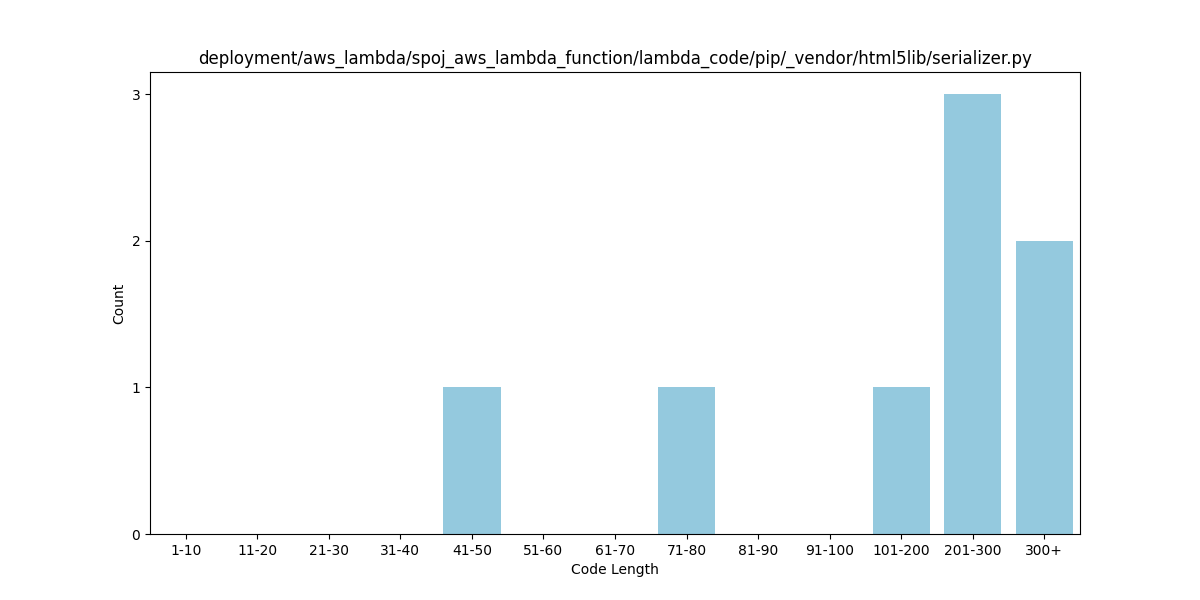 deployment/aws_lambda/spoj_aws_lambda_function/lambda_code/pip/_vendor/html5lib/serializer.py
3
2
1
0
Count
1-10 11-20 21-30 31-40 41-50 51-60 61-70 71-80 81-90 91-100 101-200 201-300 300+
Code Length